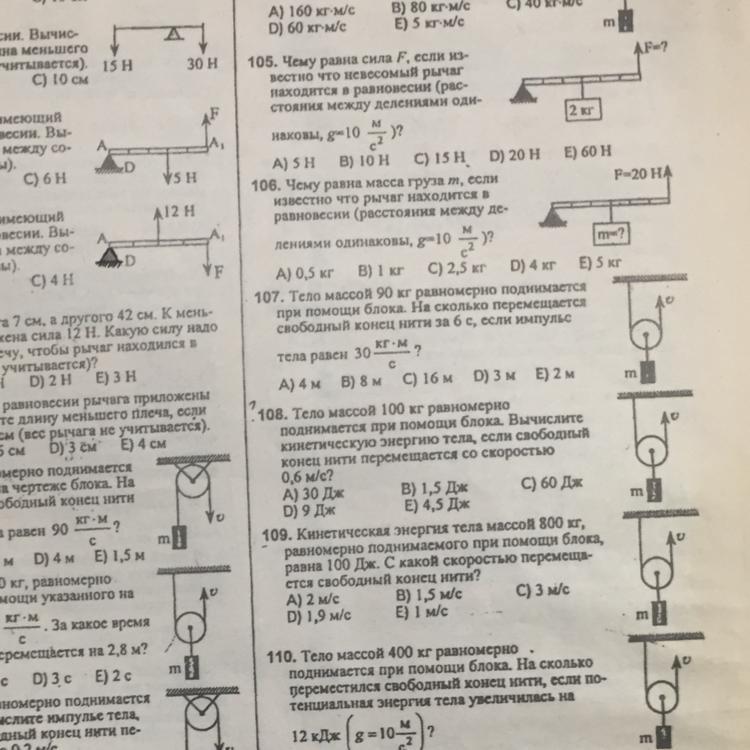 сии. Вычис-
на меньшего
учитывается).
C) 10 см
15 Н
30 Н
имеющий
весии. Вы-
между со-
ы).
C) 6 Н
A
A₁
D
F
5 Н
имеющий
овесии. Вы-
между со-
ы).
C) 4 Н
12 Н
A
A₁
D
F
а 7 см, а другого 42 см. К мень-
жена сила 12 Н. Какую силу надо
ечу, чтобы рычаг находился в
учитывается)?
Н D) 2 Н E) 3 Н
равновесии рычага приложены
те длину меньшего плеча, если
см (вес рычага не учитывается).
см D) 3 см E) 4 см
мерно поднимается
а чертеже блока. На
ободный конец нити
а равен 90 кг·м/с ?
м D) 4 м E) 1,5 м
m
υ
0 кг, равномерно
мощи указанного на
кг·м/с . За какое время
еремещается на 2,8 м?
с D) 3 с E) 2 с
m
υ
вномерно поднимается
ислите импульс тела,
дный конец нити пе-
A) 160 кг·м/с B) 80 кг·м/с C) 40 кг·м/с
D) 60 кг·м/с E) 5 кг·м/с
m
105. Чему равна сила F, если из-
вестно что невесомый рычаг
находится в равновесии (рас-
стояния между делениями оди-
наковы, g=10 м/с²)?
A) 5 Н B) 10 Н C) 15 Н D) 20 Н E) 60 Н
F=?
2 кг
106. Чему равна масса груза m, если
известно что рычаг находится в
равновесии (расстояния между де-
лениями одинаковы, g=10 м/с²)?
A) 0,5 кг B) 1 кг C) 2,5 кг D) 4 кг E) 5 кг
F=20 Н
m=?
107. Тело массой 90 кг равномерно поднимается
при помощи блока. На сколько перемещается
свободный конец нити за 6 с, если импульс
тела равен 30 кг·м/с ?
A) 4 м B) 8 м C) 16 м D) 3 м E) 2 м
m
υ
? 108. Тело массой 100 кг равномерно
поднимается при помощи блока. Вычислите
кинетическую энергию тела, если свободный
конец нити перемещается со скоростью
0,6 м/с?
A) 30 Дж B) 1,5 Дж C) 60 Дж
D) 9 Дж E) 4,5 Дж
m
υ
109. Кинетическая энергия тела массой 800 кг,
равномерно поднимаемого при помощи блока,
равна 100 Дж. С какой скоростью перемеща-
ется свободный конец нити?
A) 2 м/с B) 1,5 м/с C) 3 м/с
D) 1,9 м/с E) 1 м/с
m
υ
110. Тело массой 400 кг равномерно
поднимается при помощи блока. На сколько
переместился свободный конец нити, если по-
тенциальная энергия тела увеличилась на
12 кДж (g=10 м/с²) ?
m
υ